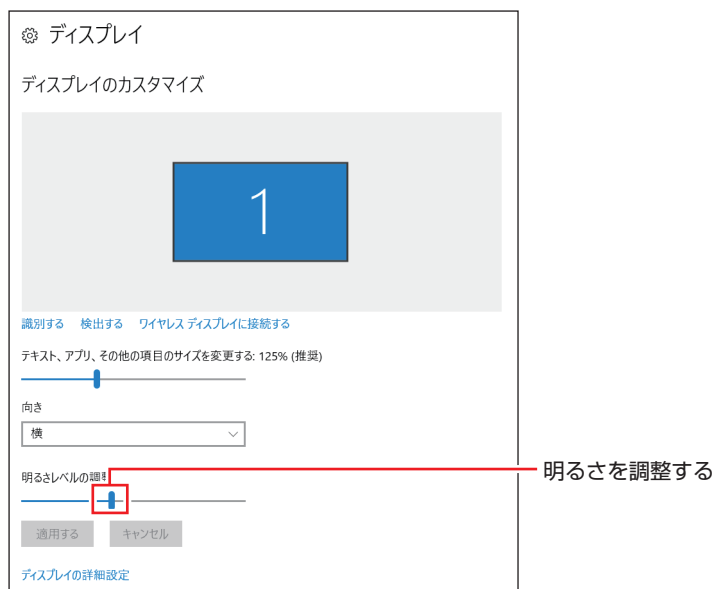 ディスプレイ
ディスプレイのカスタマイズ
1
識別する 検出する ワイヤレス ディスプレイに接続する
テキスト、アプリ、その他の項目のサイズを変更する: 125% (推奨)
向き
横
明るさレベルの調
明るさを調整する
適用する キャンセル
ディスプレイの詳細設定